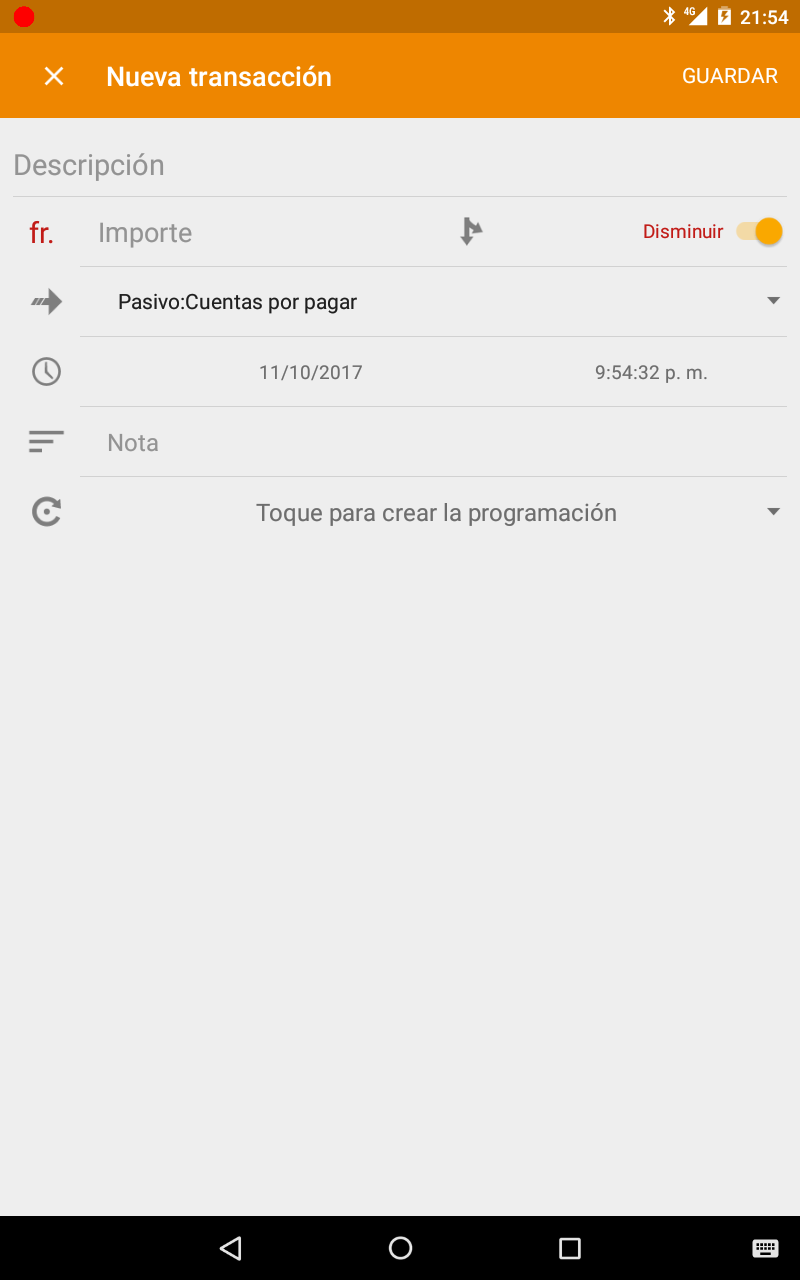 4G 21:54
Nueva transacción GUARDAR
Descripción
fr. Importe Disminuir
Pasivo:Cuentas por pagar
11/10/2017 9:54:32 p. m.
Nota
Toque para crear la programación